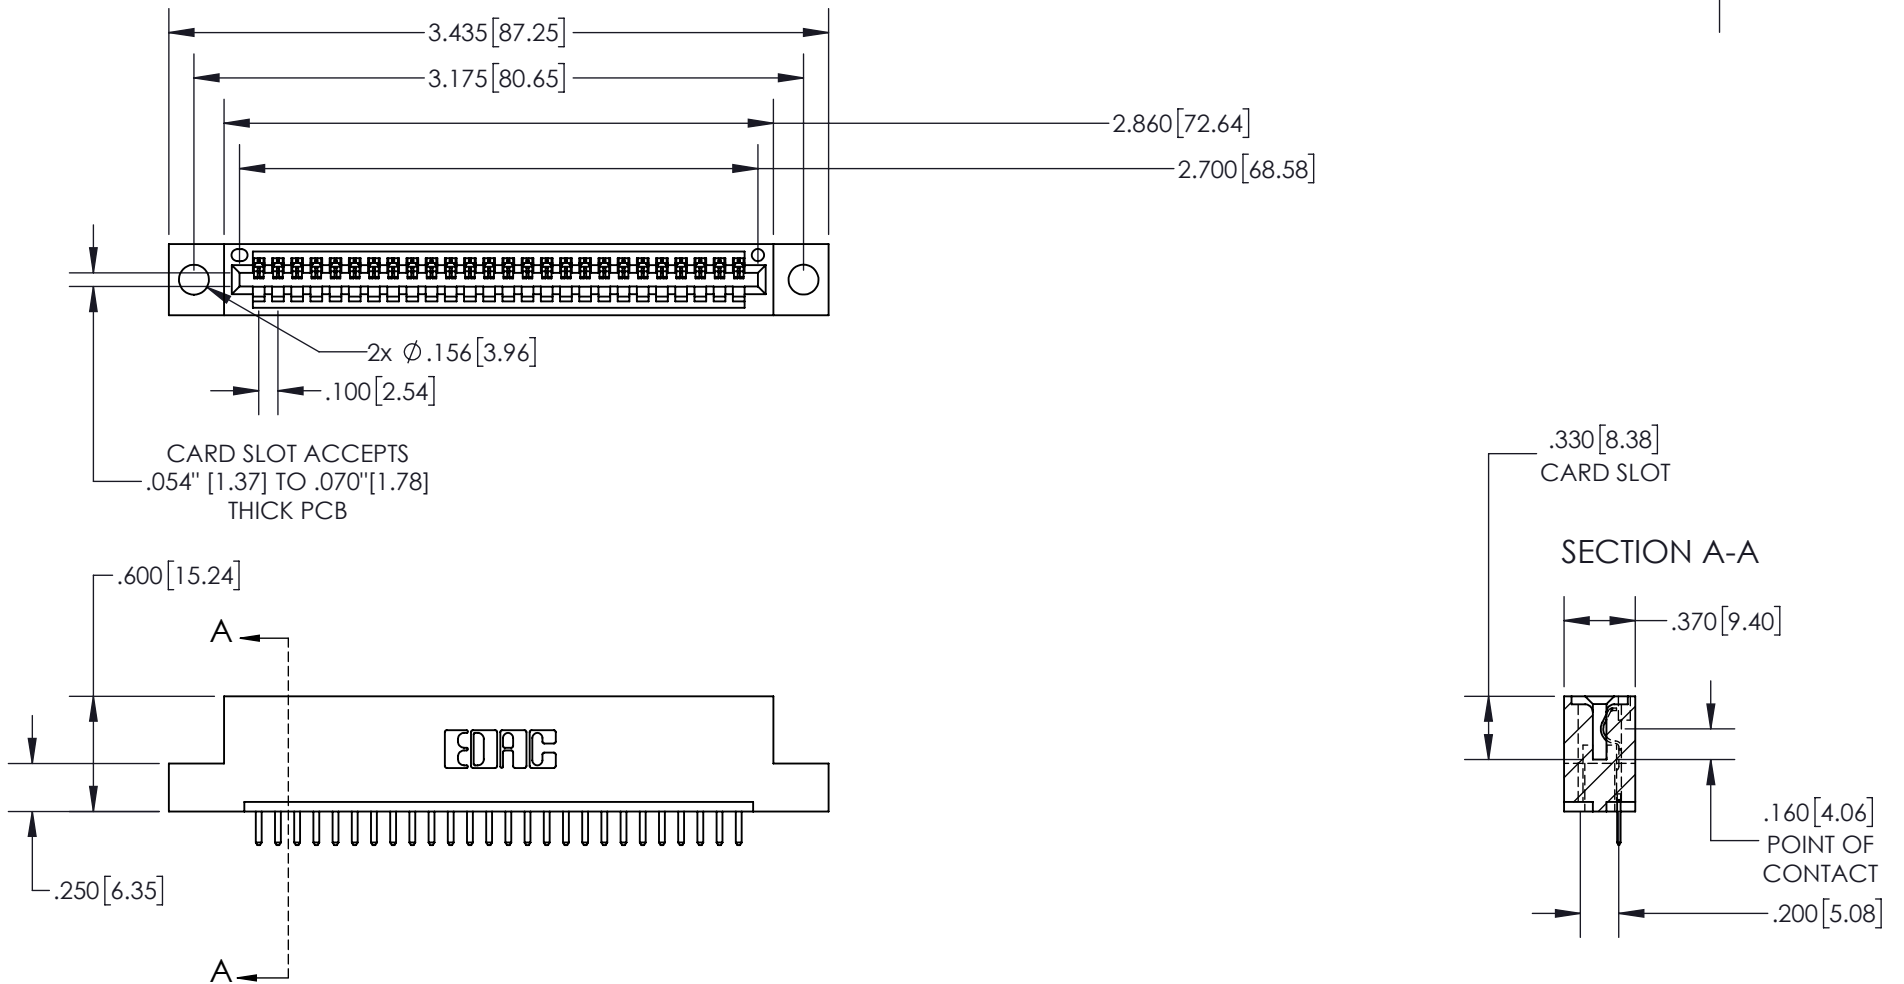 3.435[87.25]
3.175[80.65]
2.860[72.64]
2.700[68.58]
2x ⌀.156[3.96]
.100[2.54]
CARD SLOT ACCEPTS
.054" [1.37] TO .070"[1.78]
THICK PCB
.330[8.38]
CARD SLOT
SECTION A-A
.600[15.24]
A
.370[9.40]
EDAC
.160[4.06]
POINT OF
CONTACT
.250[6.35]
.200[5.08]
A